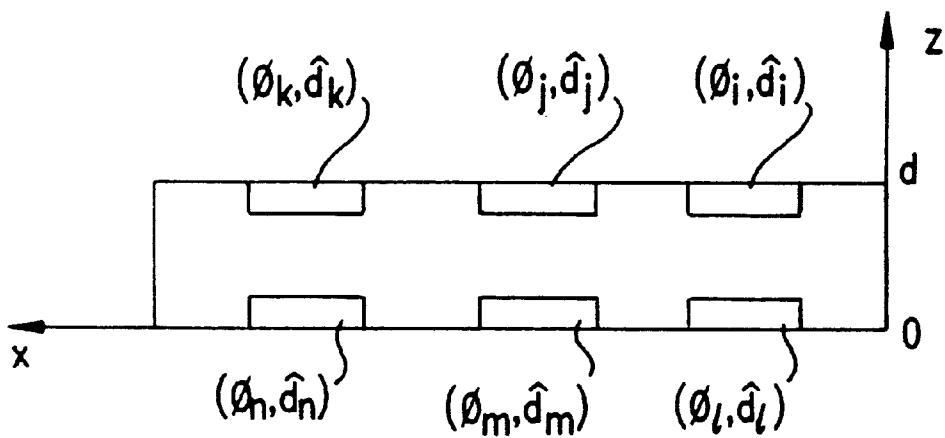 z
(Ø_k, d̂_k) (Ø_j, d̂_j) (Ø_i, d̂_i)
d
0
x
(Ø_n, d̂_n) (Ø_m, d̂_m) (Ø_l, d̂_l)